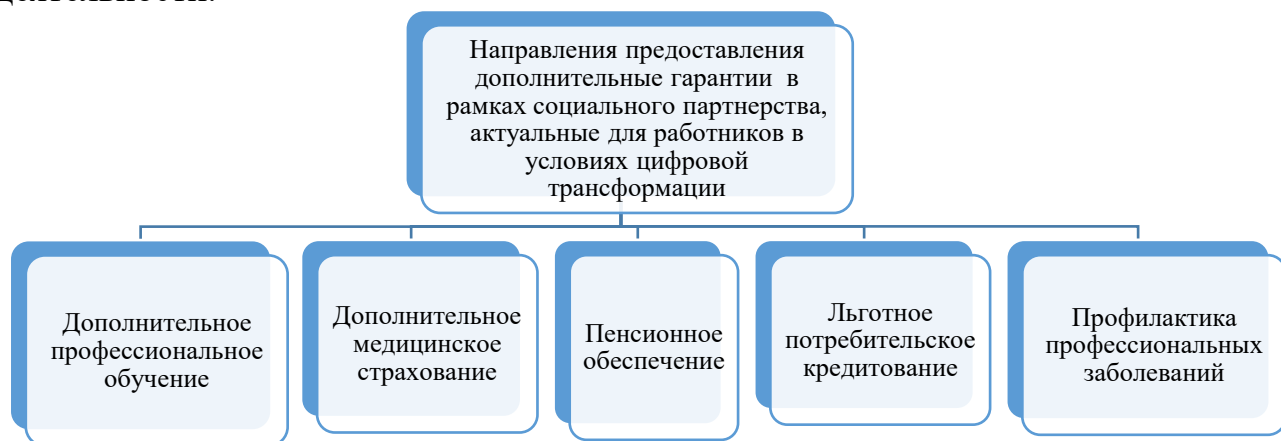 Направления предоставления
дополнительные гарантии в
рамках социального партнерства,
актуальные для работников в
условиях цифровой
трансформации
Дополнительное
профессиональное
обучение
Дополнительное
медицинское
страхование
Пенсионное
обеспечение
Льготное
потребительское
кредитование
Профилактика
профессиональных
заболеваний